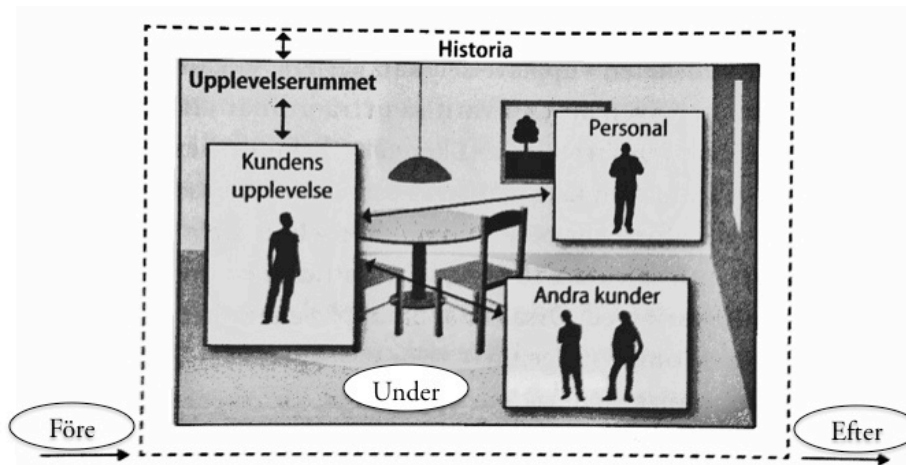 Historia
Upplevelserummet
Personal
Kundens
upplevelse
Andra kunder
Under
Före
Efter